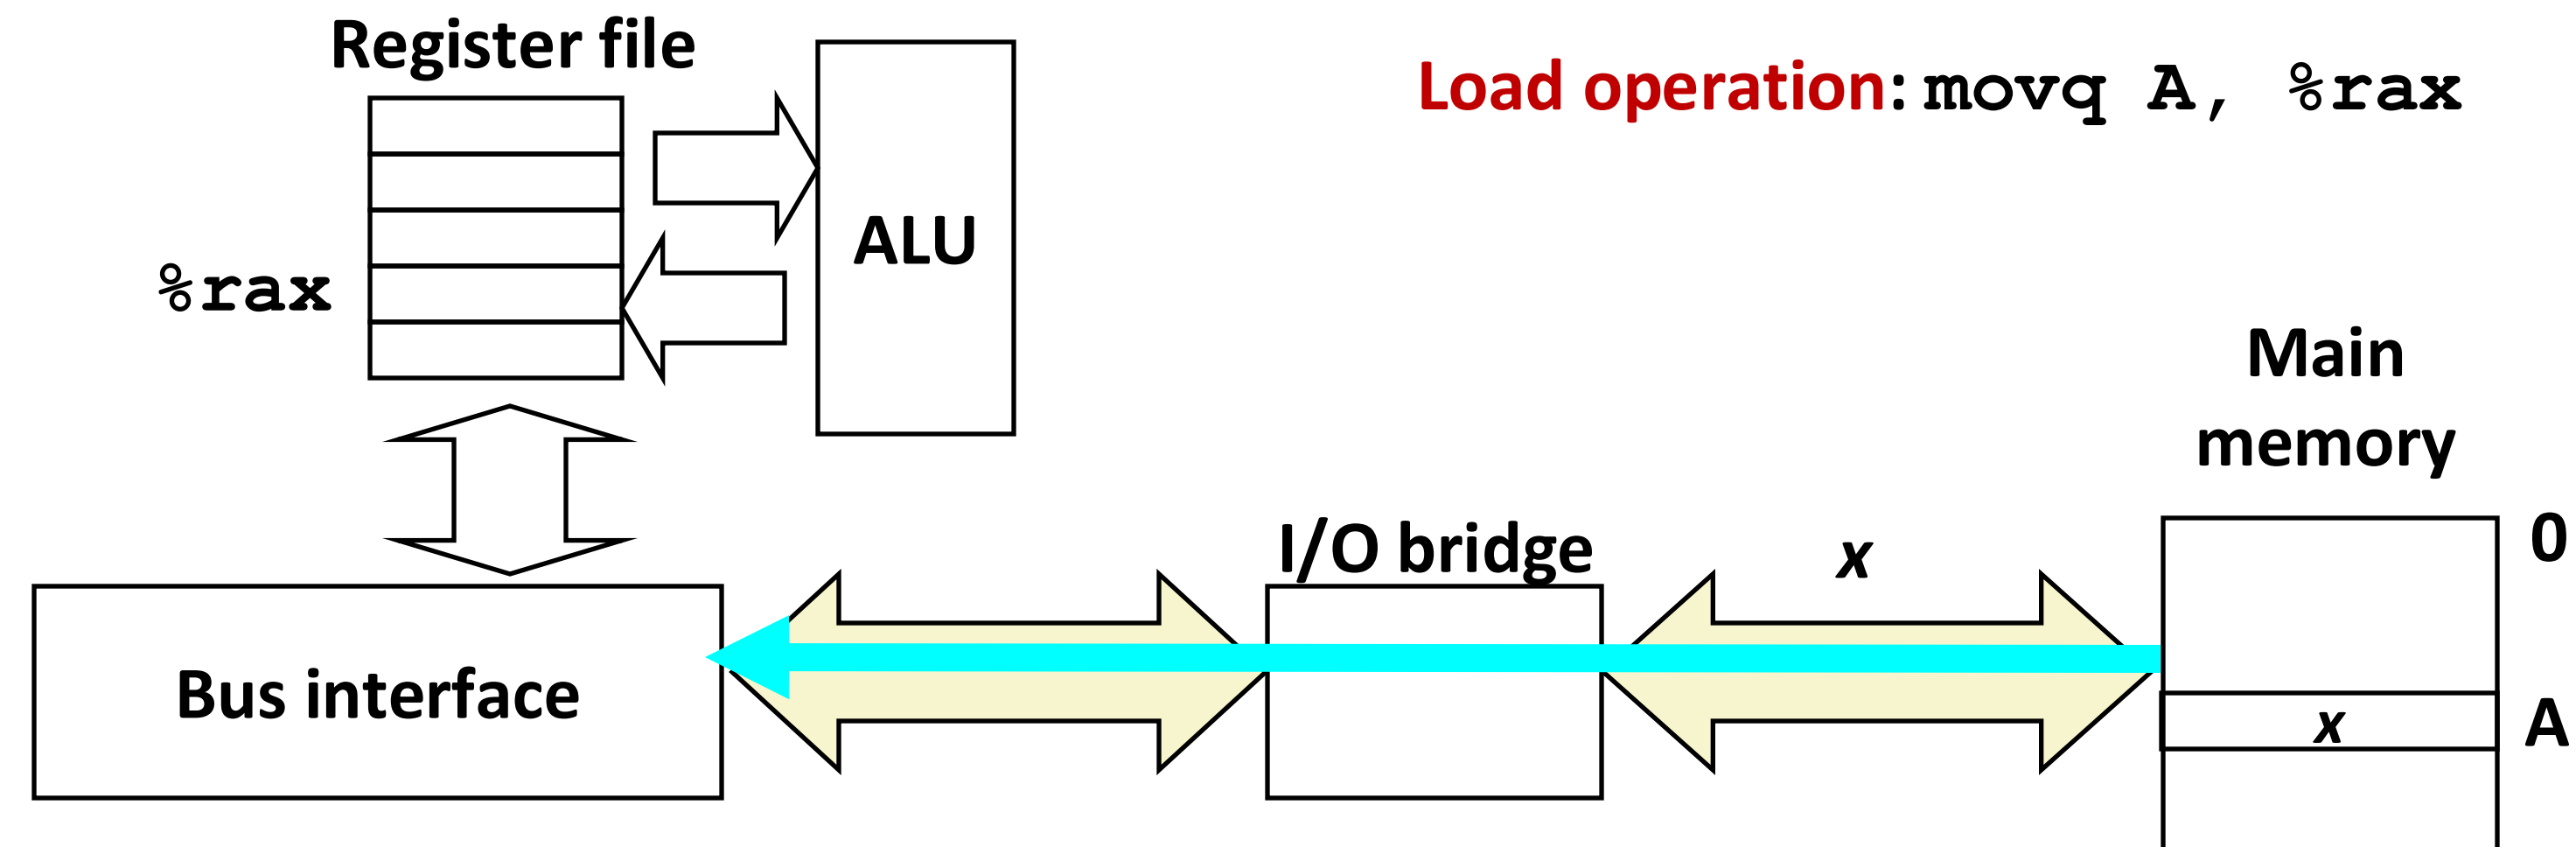 Register file
Load operation: movq A, %rax
ALU
%rax
Main
memory
I/O bridge
x
0
Bus interface
x
A